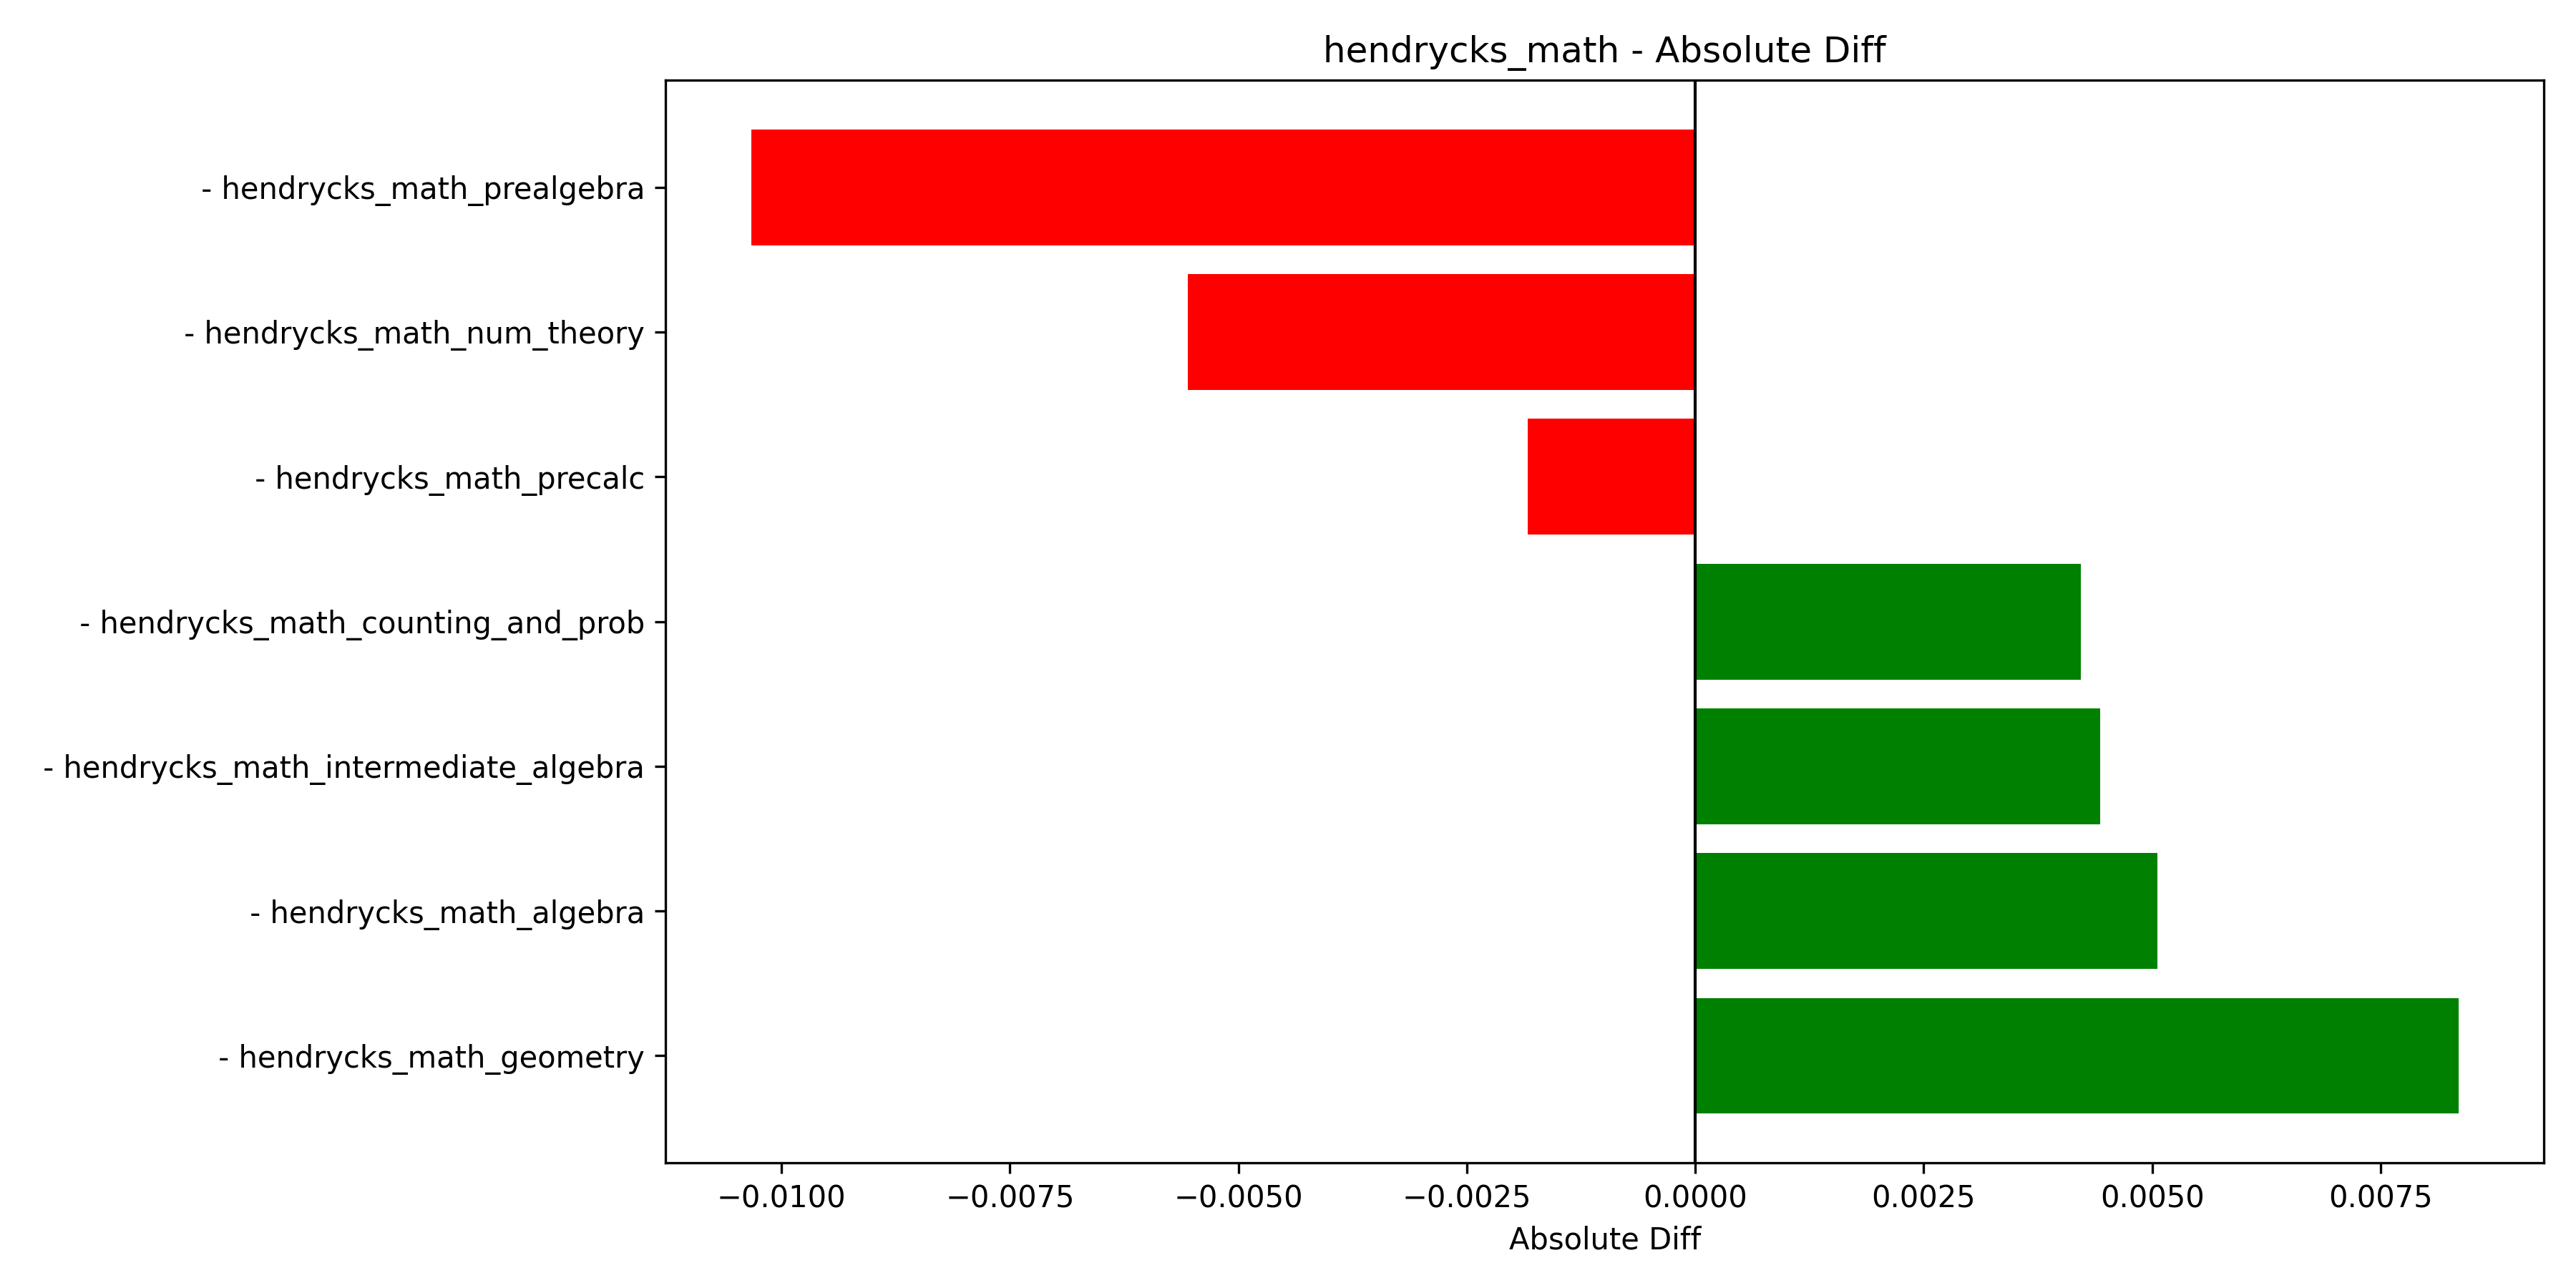 hendrycks_math - Absolute Diff
- hendrycks_math_prealgebra
- hendrycks_math_num_theory
- hendrycks_math_precalc
- hendrycks_math_counting_and_prob
- hendrycks_math_intermediate_algebra
- hendrycks_math_algebra
- hendrycks_math_geometry
−0.0100 −0.0075 −0.0050 −0.0025 0.0000 0.0025 0.0050 0.0075
Absolute Diff